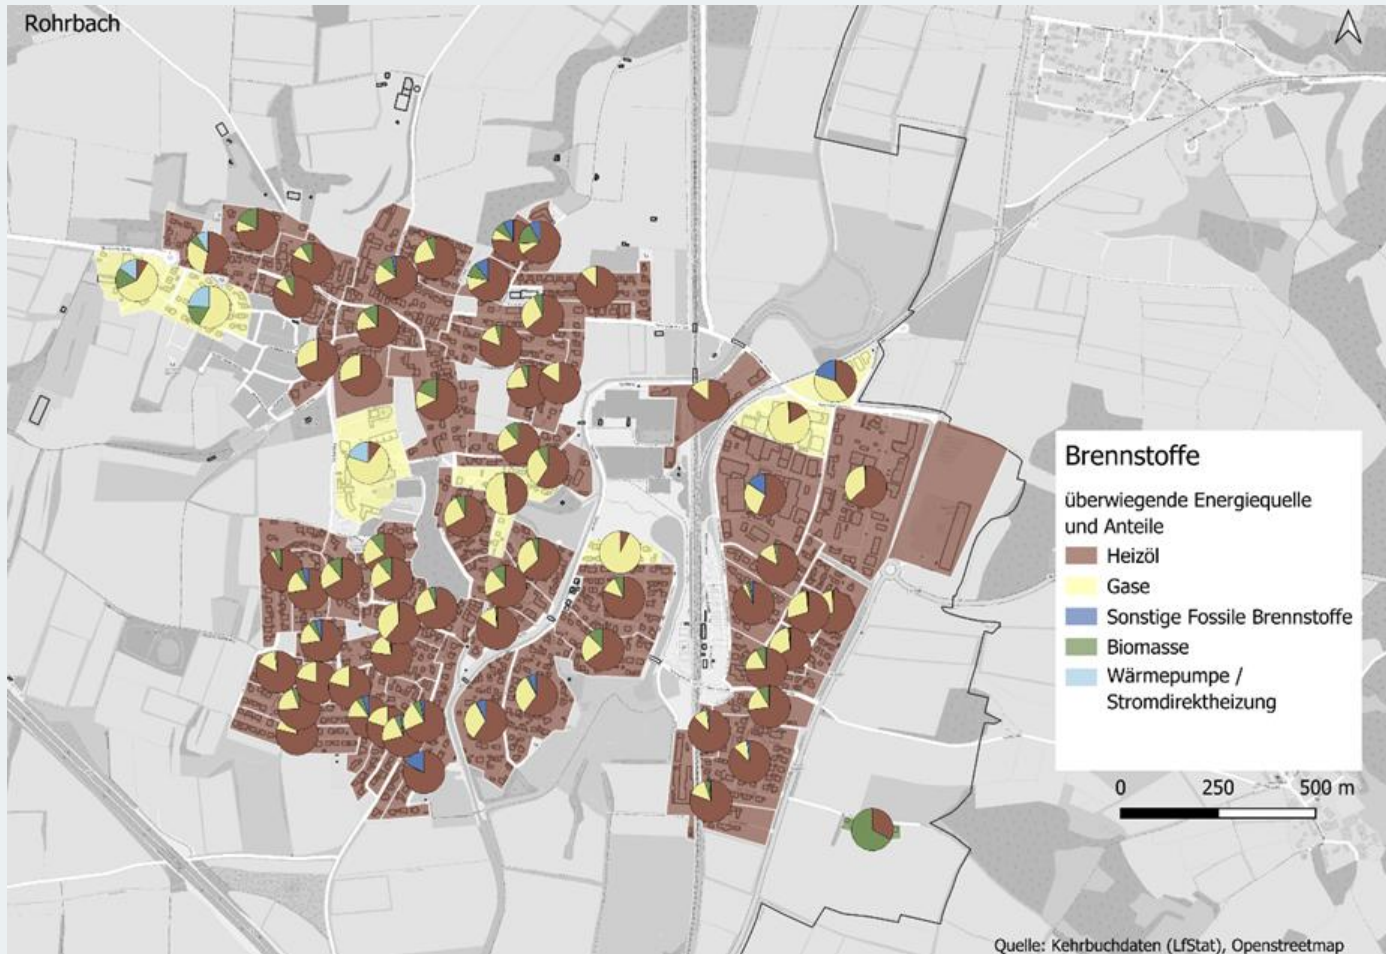 Rohrbach
Brennstoffe
überwiegende Energiequelle
und Anteile
Heizöl
Gase
Sonstige Fossile Brennstoffe
Biomasse
Wärmepumpe /
Stromdirektheizung
0 250 500 m
Quelle: Kehrbuchdaten (LfStat), Openstreetmap